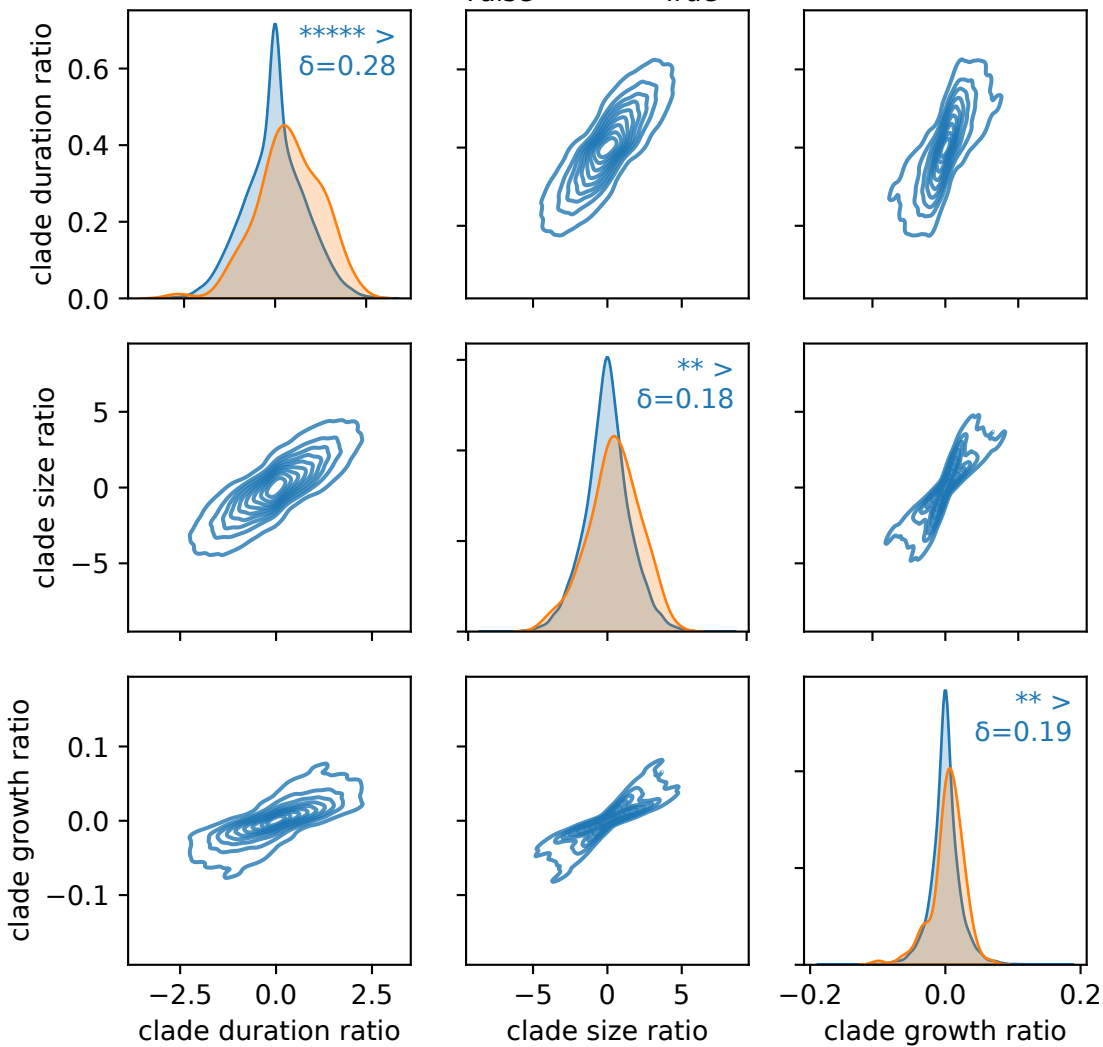 clade duration ratio
0.6
0.4
0.2
0.0
***** >
δ=0.28
clade size ratio
5
0
−5
** >
δ=0.18
clade growth ratio
0.1
0.0
−0.1
** >
δ=0.19
−2.5 0.0 2.5
−5 0 5
−0.2 0.0 0.2
clade duration ratio
clade size ratio
clade growth ratio